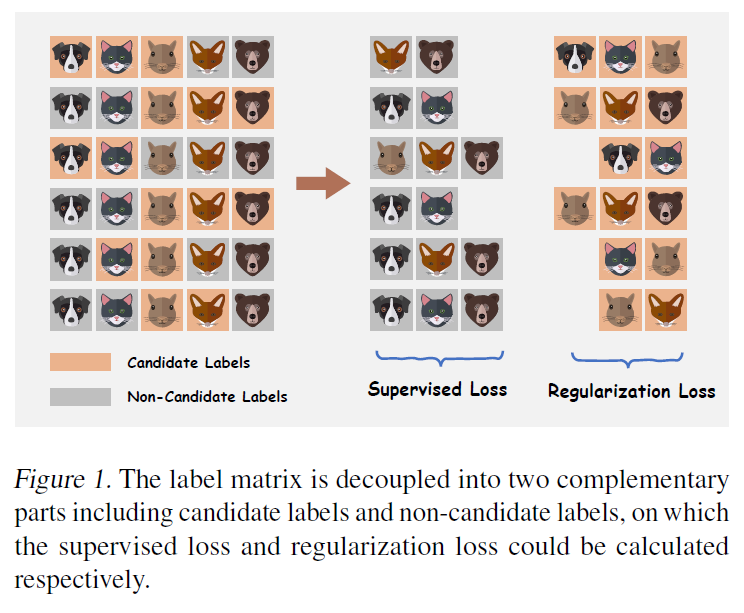 Candidate Labels
Non-Candidate Labels
Supervised Loss
Regularization Loss
Figure 1. The label matrix is decoupled into two complementary
parts including candidate labels and non-candidate labels, on which
the supervised loss and regularization loss could be calculated
respectively.